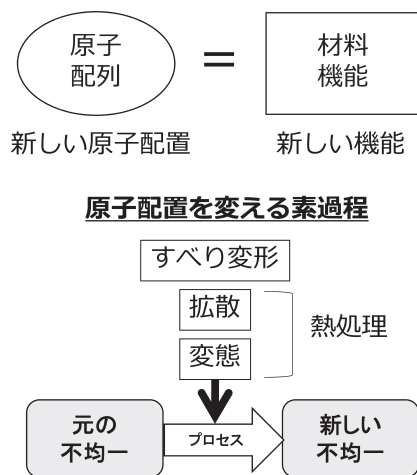 原子
配列
=
材料
機能
新しい原子配置
新しい機能
原子配置を変える素過程
すべり変形
拡散
変態
熱処理
元の
不均一
プロセス
新しい
不均一